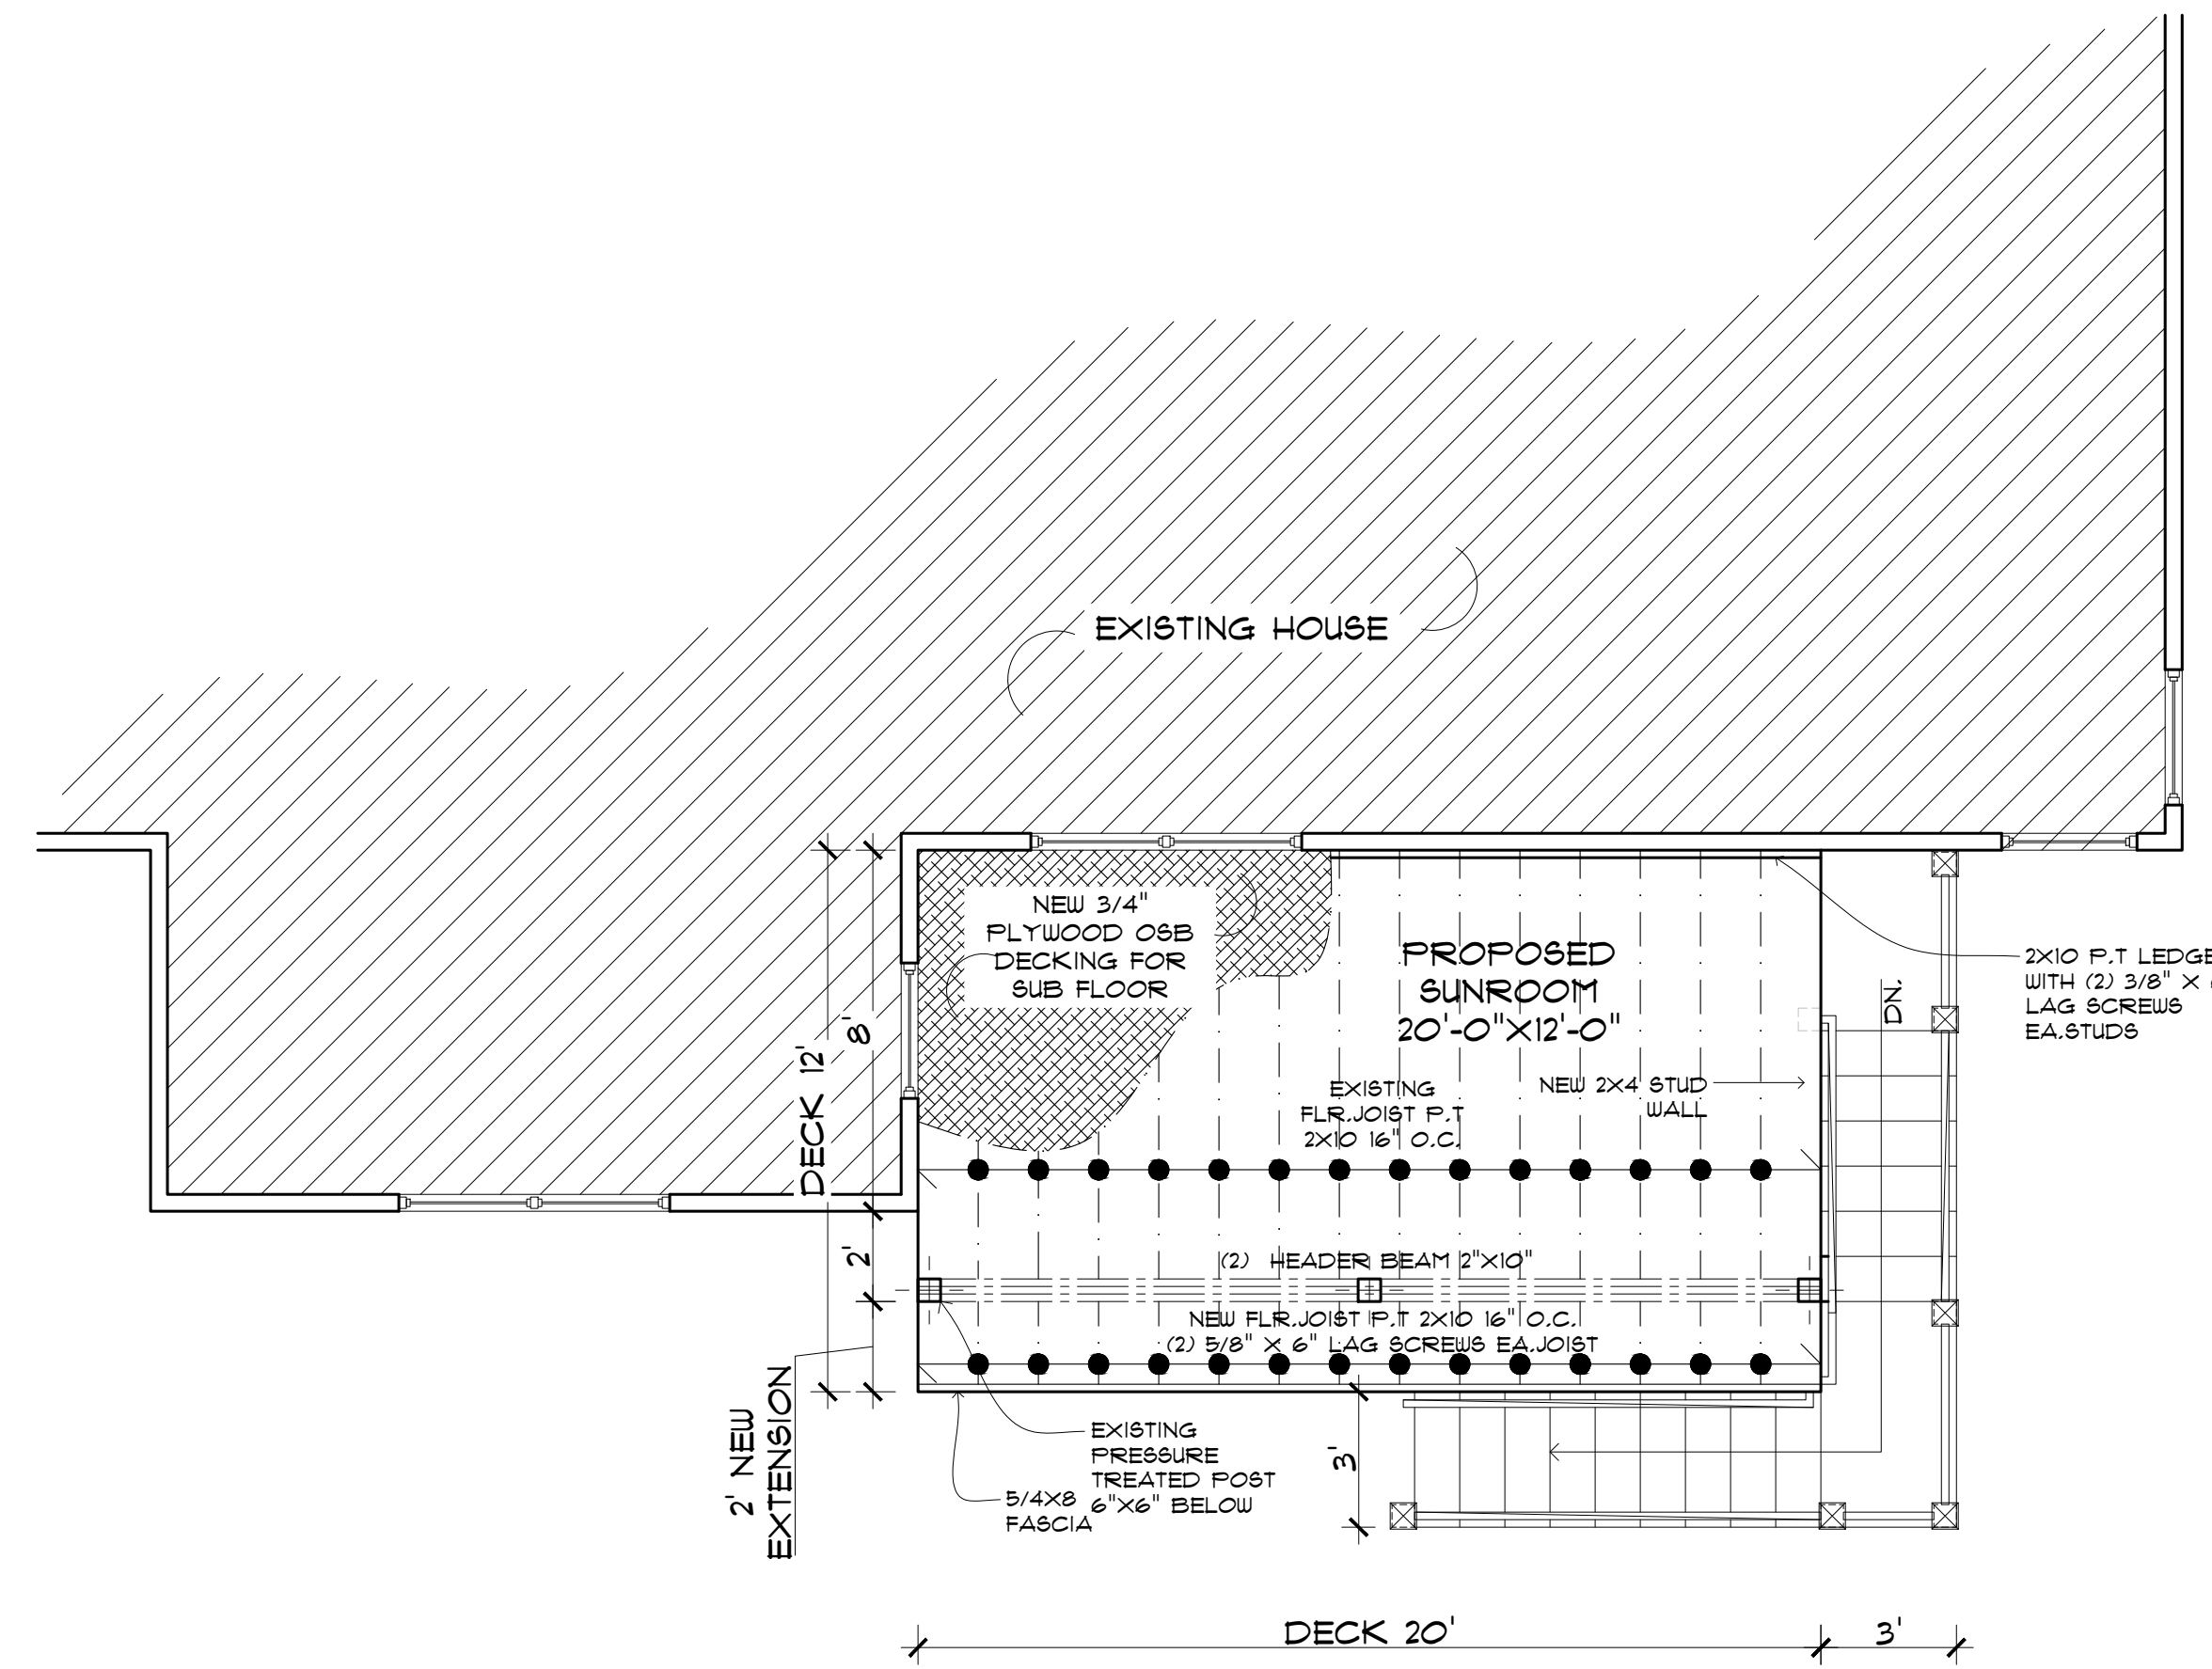 EXISTING HOUSE
NEW 3/4"
PLYWOOD OSB
DECKING FOR
SUB FLOOR
PROPOSED
SUNROOM
20'-0"X12'-0"
2X10 P.T LEDGE
WITH (2) 3/8" X
LAG SCREWS
EA.STUDS
DN.
EXISTING
FLR.JOIST P.T
2X10 16" O.C.
NEW 2X4 STUD
WALL
DECK 12'
8'
2'
(2) HEADER BEAM 2"X10"
NEW FLR.JOIST P.T 2X10 16" O.C.
(2) 5/8" X 6" LAG SCREWS EA.JOIST
2' NEW
EXTENSION
EXISTING
PRESSURE
TREATED POST
6"X6" BELOW
5/4X8
FASCIA
3'
DECK 20'
3'